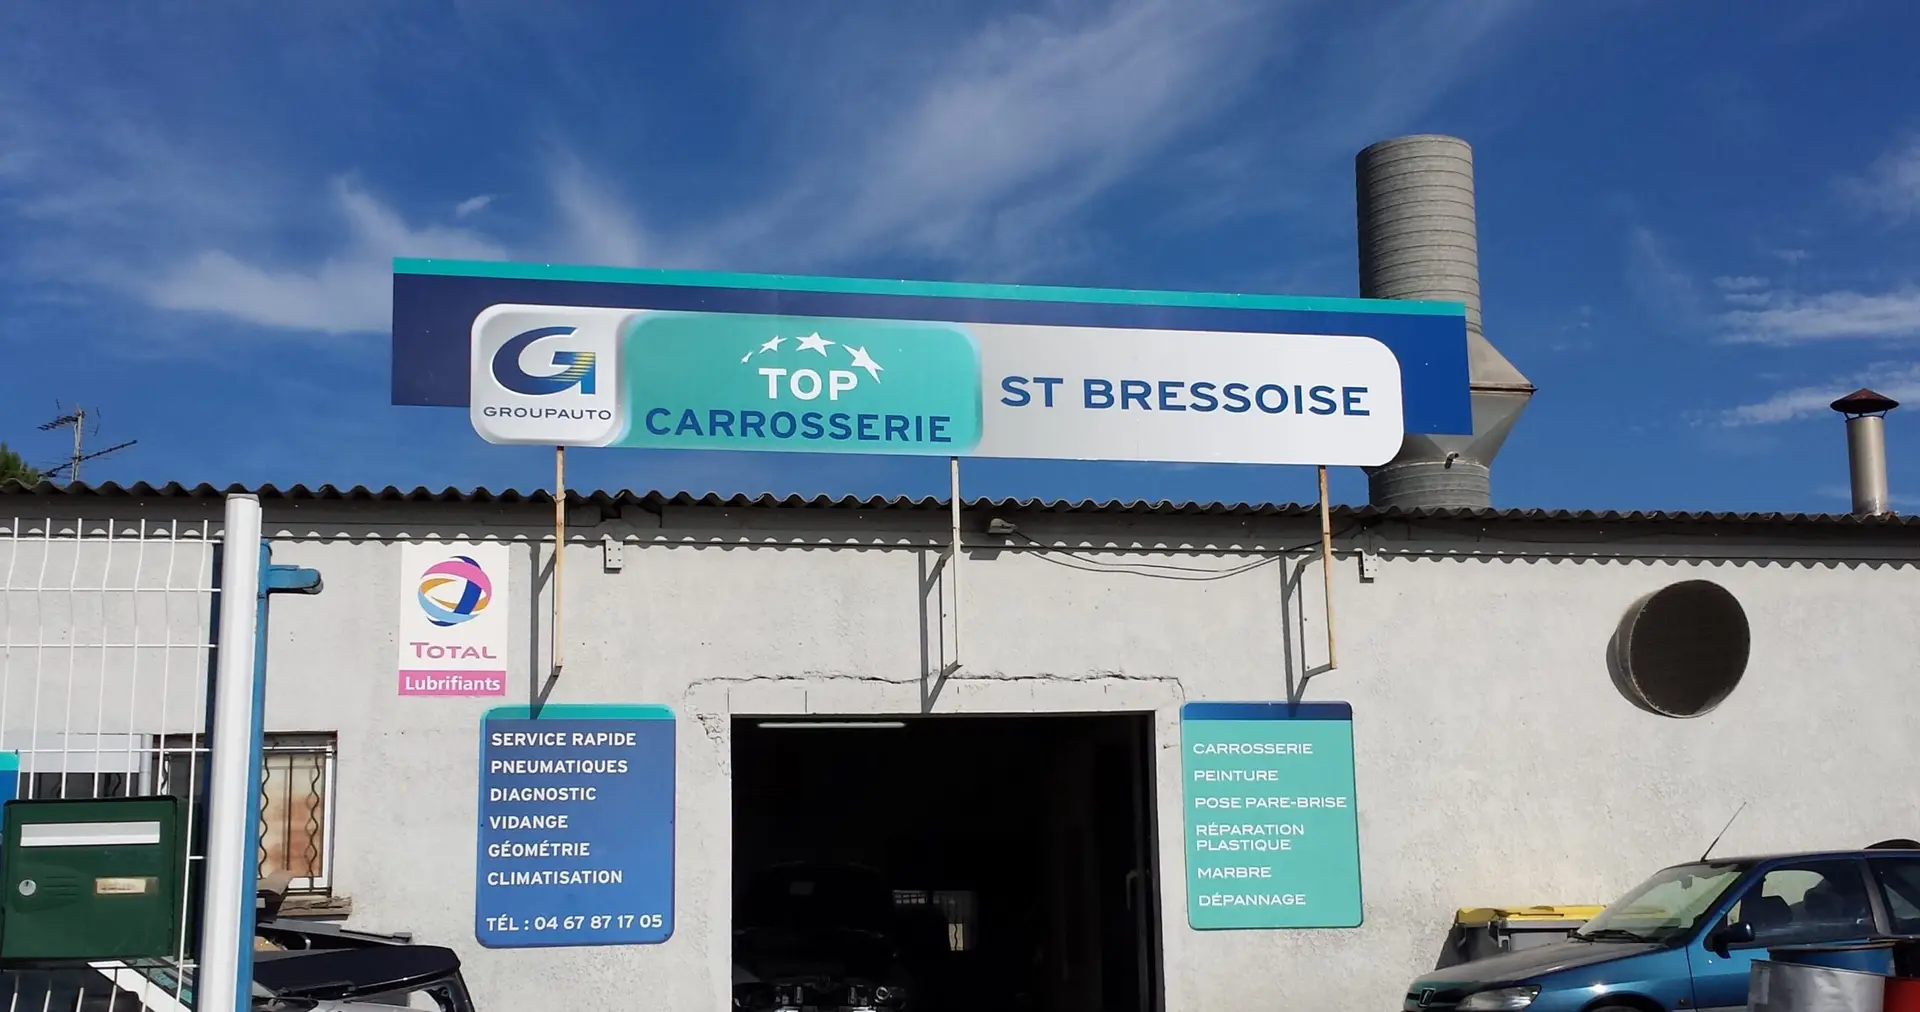 GROUPAUTO
TOP
CARROSSERIE
ST BRESSOISE
TOTAL
Lubrifiants
SERVICE RAPIDE
PNEUMATIQUES
DIAGNOSTIC
VIDANGE
GÉOMÉTRIE
CLIMATISATION
TÉL : 04 67 87 17 05
CARROSSERIE
PEINTURE
POSE PARE-BRISE
RÉPARATION
PLASTIQUE
MARBRE
DÉPANNAGE